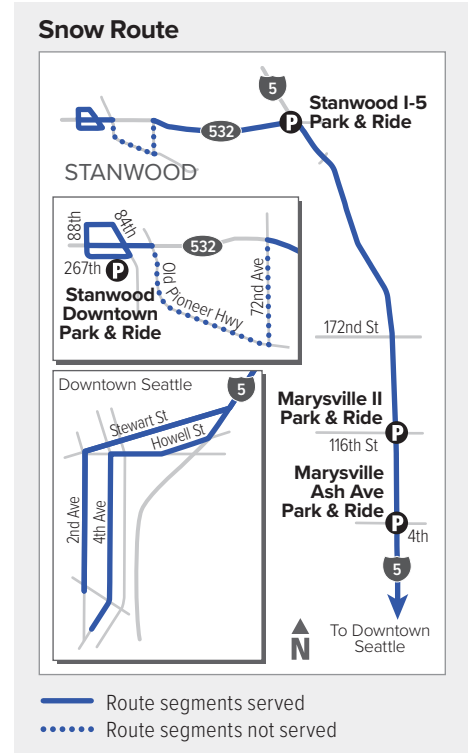 Snow Route
5
Stanwood I-5
Park & Ride
P
532
STANWOOD
88th
84th
532
267th
P
Stanwood
Downtown
Park & Ride
Old Pioneer Hwy
72nd Ave
172nd St
Downtown Seattle
5
Stewart St
Howell St
2nd Ave
4th Ave
Marysville II
Park & Ride
P
116th St
Marysville
Ash Ave
Park & Ride
P
4th
5
N
To Downtown
Seattle
Route segments served
Route segments not served